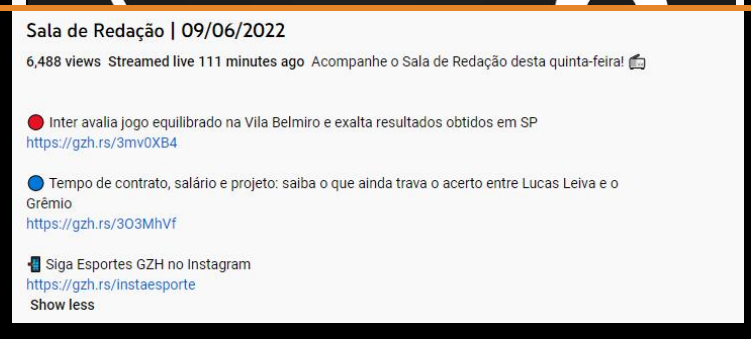 Sala de Redação | 09/06/2022
6,488 views Streamed live 111 minutes ago Acompanhe o Sala de Redação desta quinta-feira! 📻
🔴 Inter avalia jogo equilibrado na Vila Belmiro e exalta resultados obtidos em SP
https://gzh.rs/3mv0XB4
🔵 Tempo de contrato, salário e projeto: saiba o que ainda trava o acerto entre Lucas Leiva e o
Grêmio
https://gzh.rs/3O3MhVf
📲 Siga Esportes GZH no Instagram
https://gzh.rs/instaesporte
Show less